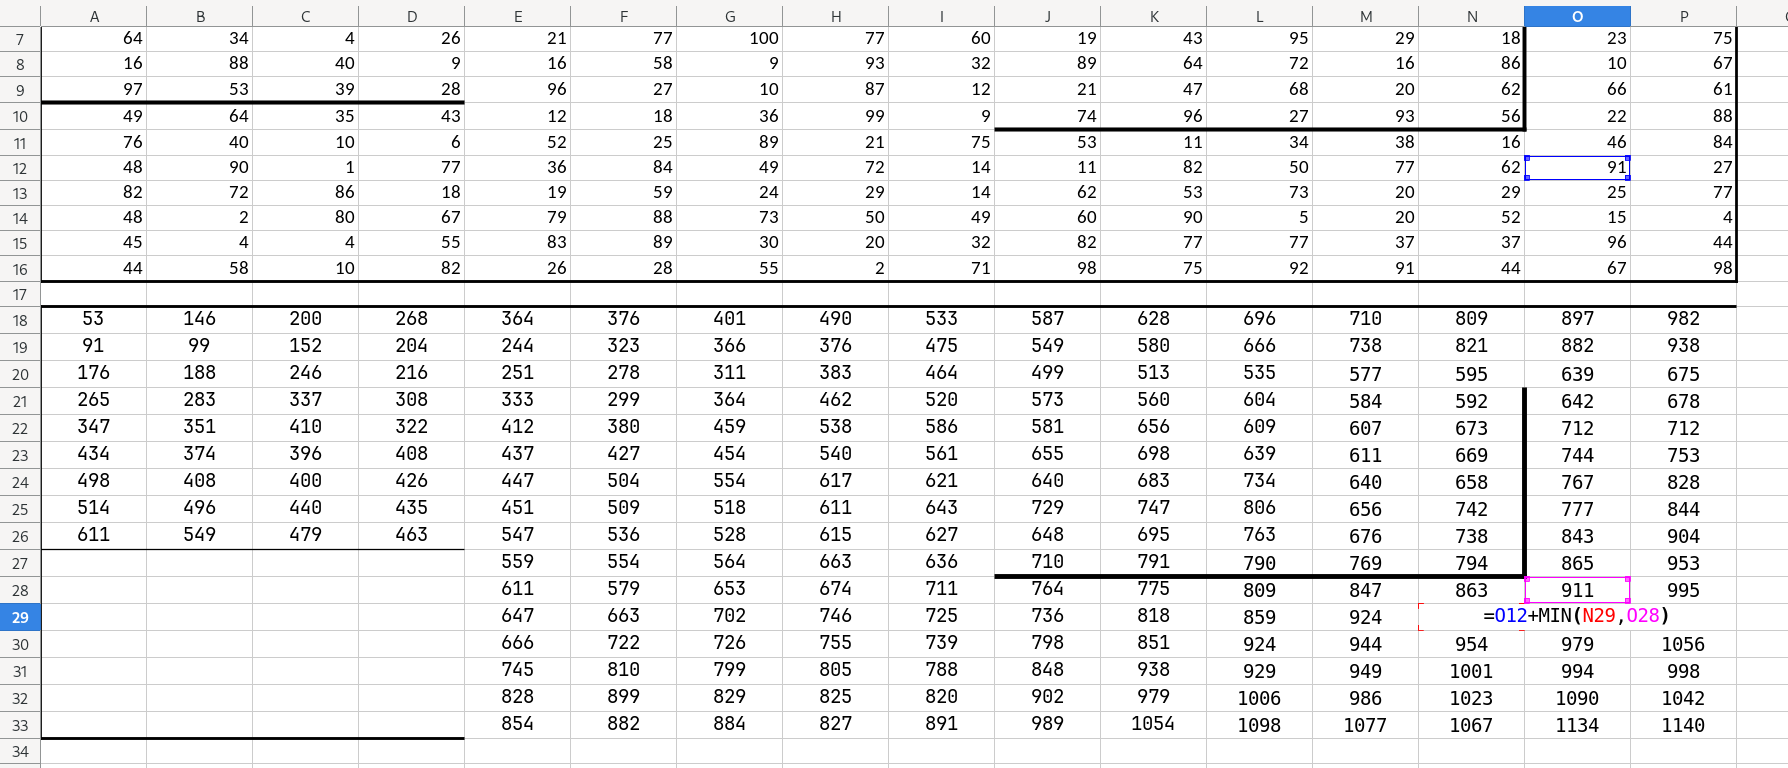 A B C D E F G H I J K L M N O P
7 64 34 4 26 21 77 100 77 60 19 43 95 29 18 23 75
8 16 88 40 9 16 58 9 93 32 89 64 72 16 86 10 67
9 97 53 39 28 96 27 10 87 12 21 47 68 20 62 66 61
10 49 64 35 43 12 18 36 99 9 74 96 27 93 56 22 88
11 76 40 10 6 52 25 89 21 75 53 11 34 38 16 46 84
12 48 90 1 77 36 84 49 72 14 11 82 50 77 62 91 27
13 82 72 86 18 19 59 24 29 14 62 53 73 20 29 25 77
14 48 2 80 67 79 88 73 50 49 60 90 5 20 52 15 4
15 45 4 4 55 83 89 30 20 32 82 77 77 37 37 96 44
16 44 58 10 82 26 28 55 2 71 98 75 92 91 44 67 98
17
18 53 146 200 268 364 376 401 490 533 587 628 696 710 809 897 982
19 91 99 152 204 244 323 366 376 475 549 580 666 738 821 882 938
20 176 188 246 216 251 278 311 383 464 499 513 535 577 595 639 675
21 265 283 337 308 333 299 364 462 520 573 560 604 584 592 642 678
22 347 351 410 322 412 380 459 538 586 581 656 609 607 673 712 712
23 434 374 396 408 437 427 454 540 561 655 698 639 611 669 744 753
24 498 408 400 426 447 504 554 617 621 640 683 734 640 658 767 828
25 514 496 440 435 451 509 518 611 643 729 747 806 656 742 777 844
26 611 549 479 463 547 536 528 615 627 648 695 763 676 738 843 904
27 559 554 564 663 636 710 791 790 769 794 865 953
28 611 579 653 674 711 764 775 809 847 863 911 995
29 647 663 702 746 725 736 818 859 924 =O12+MIN(N29,O28)
30 666 722 726 755 739 798 851 924 944 954 979 1056
31 745 810 799 805 788 848 938 929 949 1001 994 998
32 828 899 829 825 820 902 979 1006 986 1023 1090 1042
33 854 882 884 827 891 989 1054 1098 1077 1067 1134 1140
34